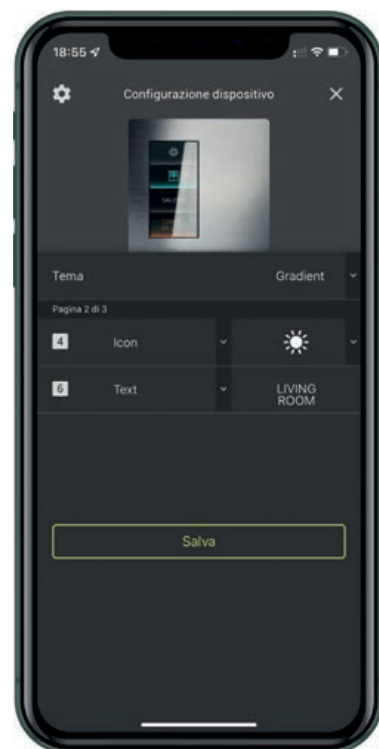 18:55
Configurazione dispositivo
Tema Gradient
Pagina 2 di 3
4 Icon
6 Text LIVING
ROOM
Salva